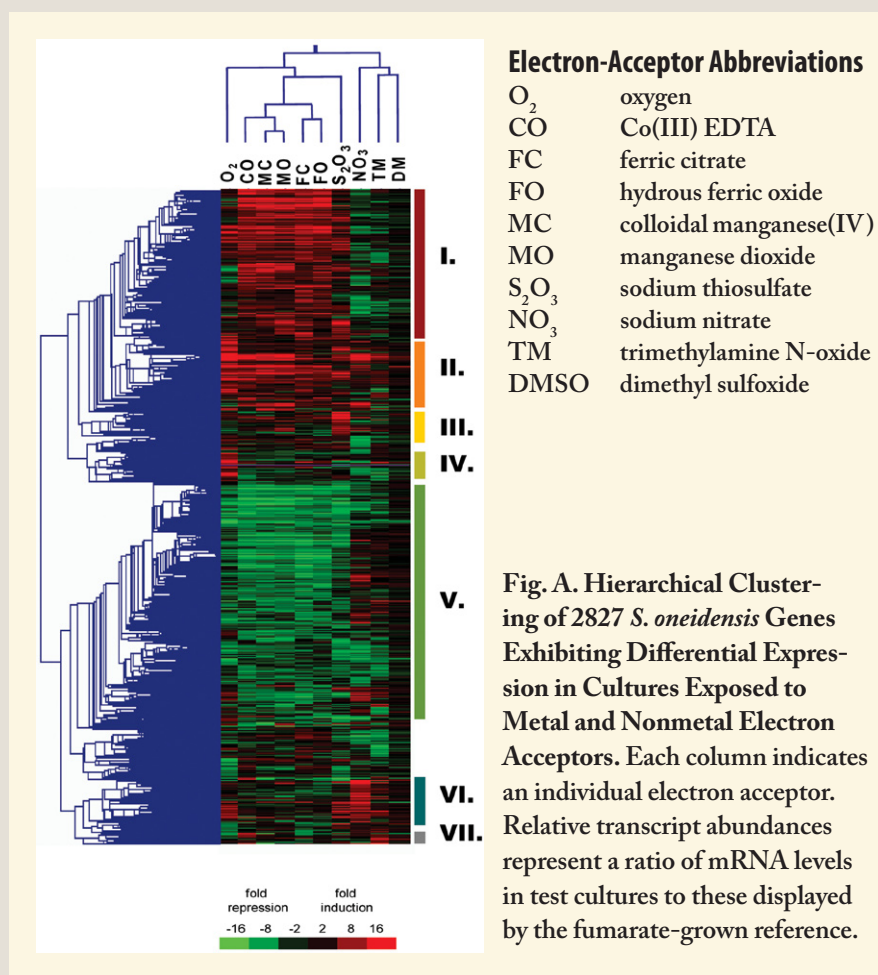 O2 CO MC MO FC FO S2O3 NO3 TM DM
I.
II.
III.
IV.
V.
VI.
VII.
fold repression fold induction
-16 -8 -2 2 8 16
Electron-Acceptor Abbreviations
O2 oxygen
CO Co(III) EDTA
FC ferric citrate
FO hydrous ferric oxide
MC colloidal manganese(IV)
MO manganese dioxide
S2O3 sodium thiosulfate
NO3 sodium nitrate
TM trimethylamine N-oxide
DMSO dimethyl sulfoxide
Fig. A. Hierarchical Cluster-
ing of 2827 S. oneidensis Genes
Exhibiting Differential Expres-
sion in Cultures Exposed to
Metal and Nonmetal Electron
Acceptors. Each column indicates
an individual electron acceptor.
Relative transcript abundances
represent a ratio of mRNA levels
in test cultures to these displayed
by the fumarate-grown reference.